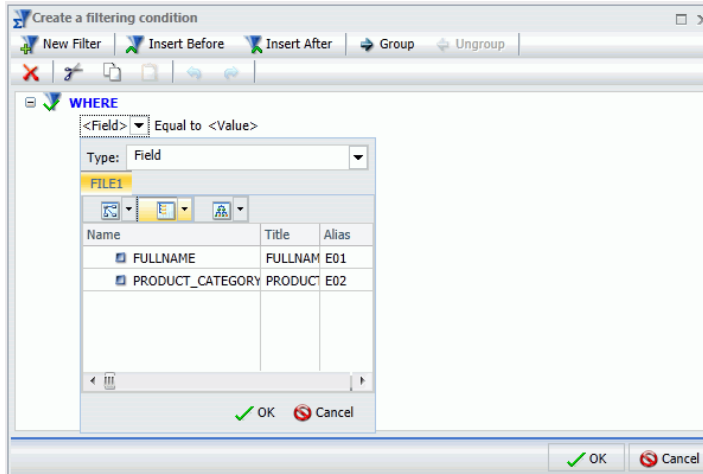 Create a filtering condition
New Filter Insert Before Insert After Group Ungroup
WHERE
<Field> Equal to <Value>
Type: Field
FILE1
Name Title Alias
FULLNAME FULLNAM E01
PRODUCT_CATEGORY PRODUCT E02
OK Cancel
OK Cancel